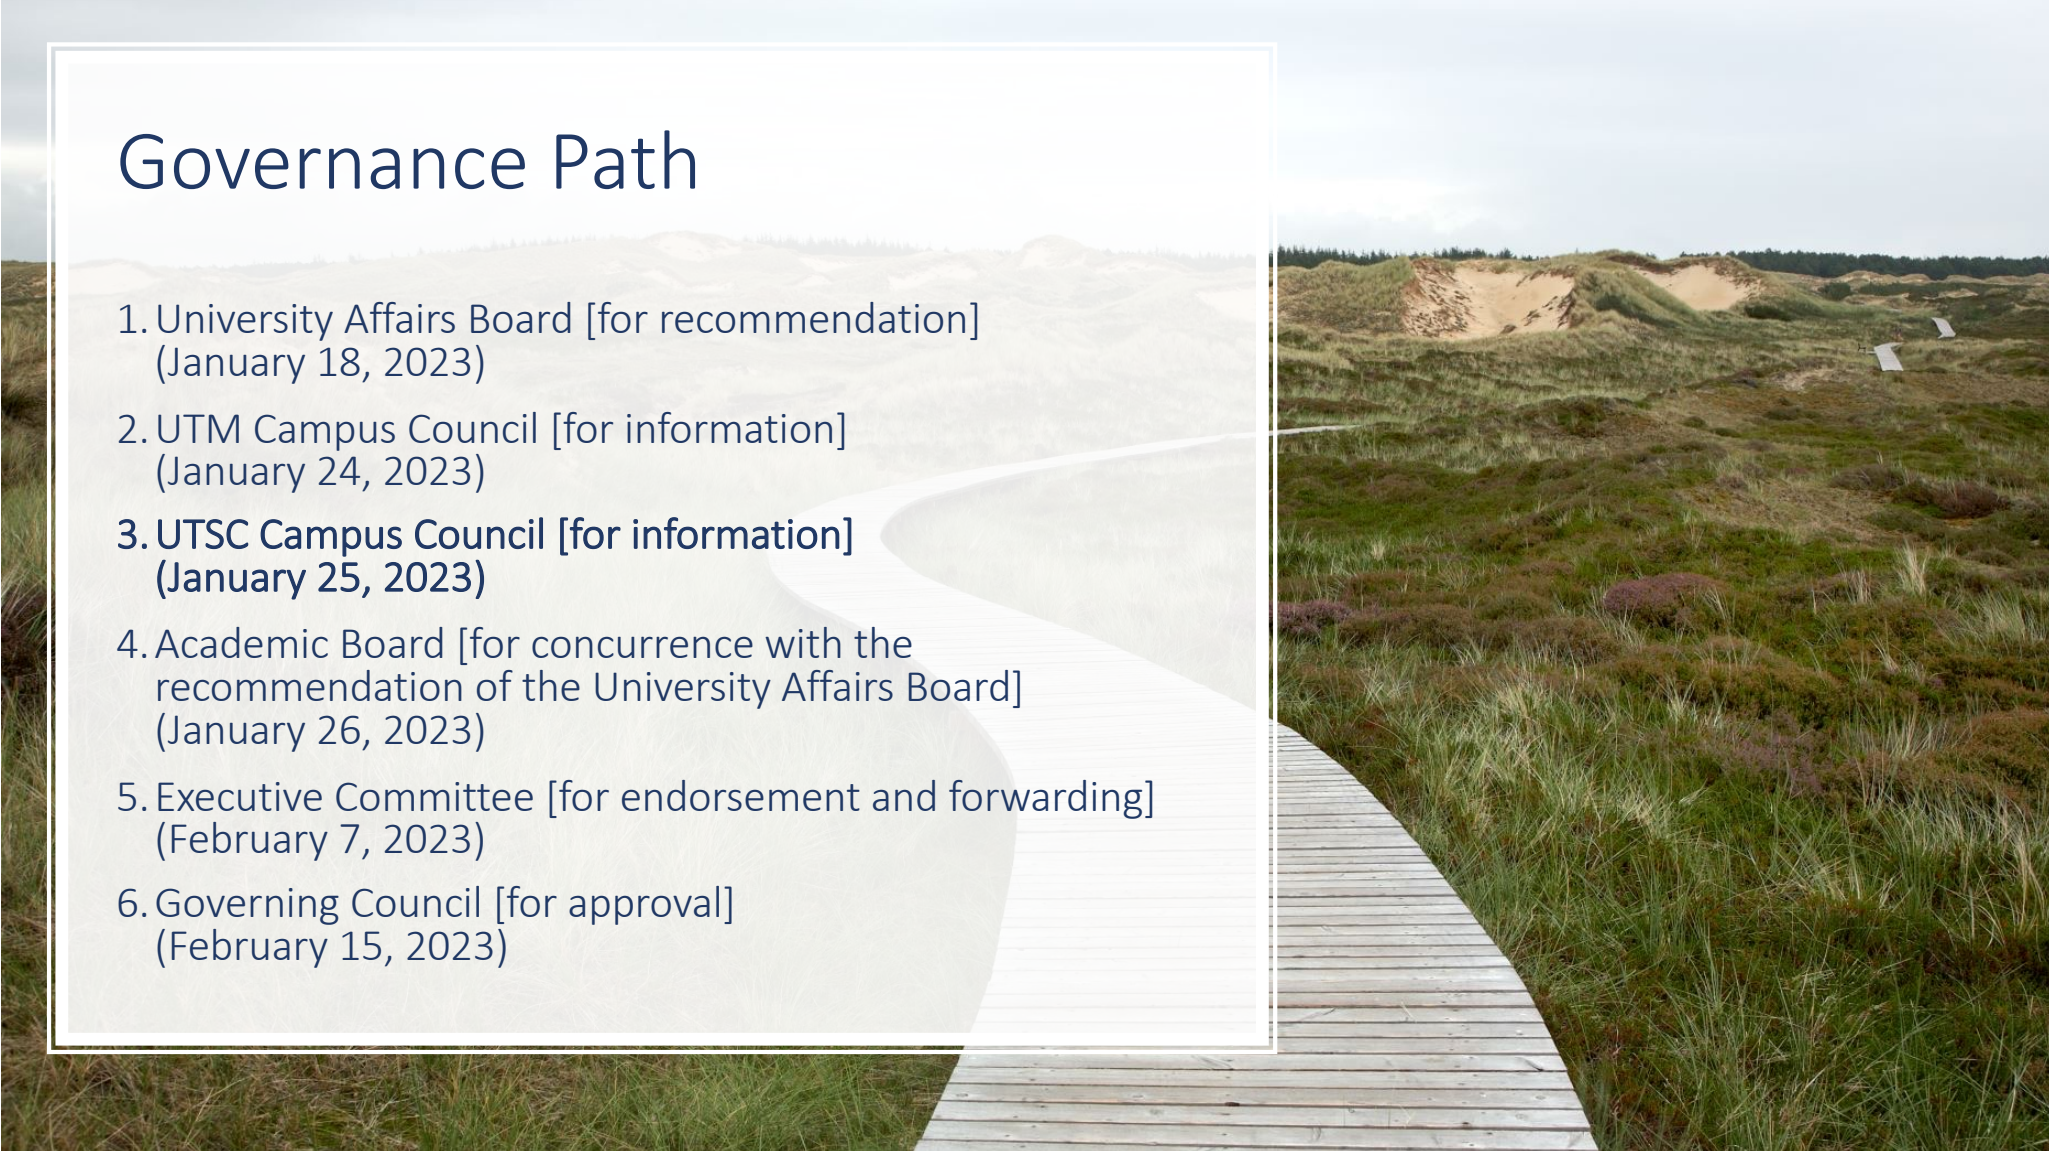 Governance Path
1. University Affairs Board [for recommendation]
(January 18, 2023)
2. UTM Campus Council [for information]
(January 24, 2023)
3. UTSC Campus Council [for information]
(January 25, 2023)
4. Academic Board [for concurrence with the
recommendation of the University Affairs Board]
(January 26, 2023)
5. Executive Committee [for endorsement and forwarding]
(February 7, 2023)
6. Governing Council [for approval]
(February 15, 2023)